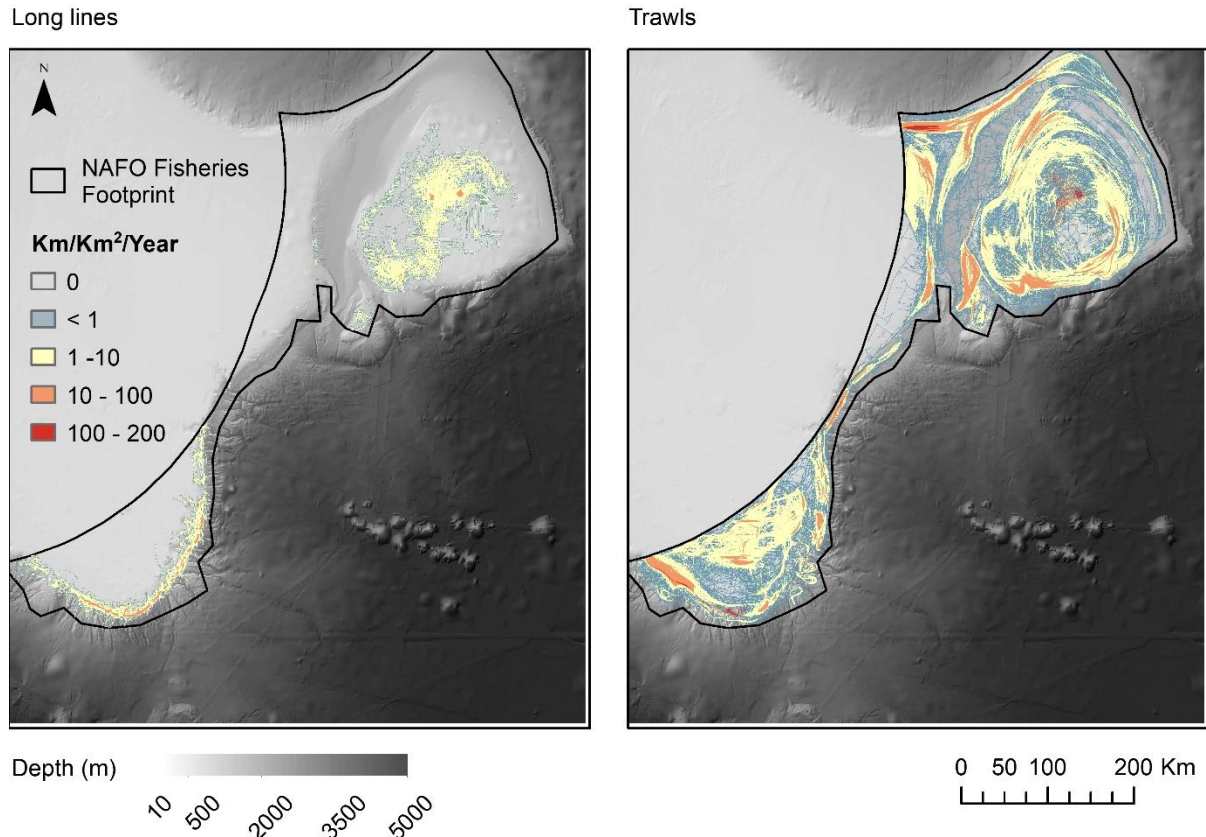 Long lines
Trawls
N
NAFO Fisheries
Footprint
Km/Km²/Year
0
< 1
1 -10
10 - 100
100 - 200
Depth (m)
10
500
2000
3500
5000
0 50 100 200 Km